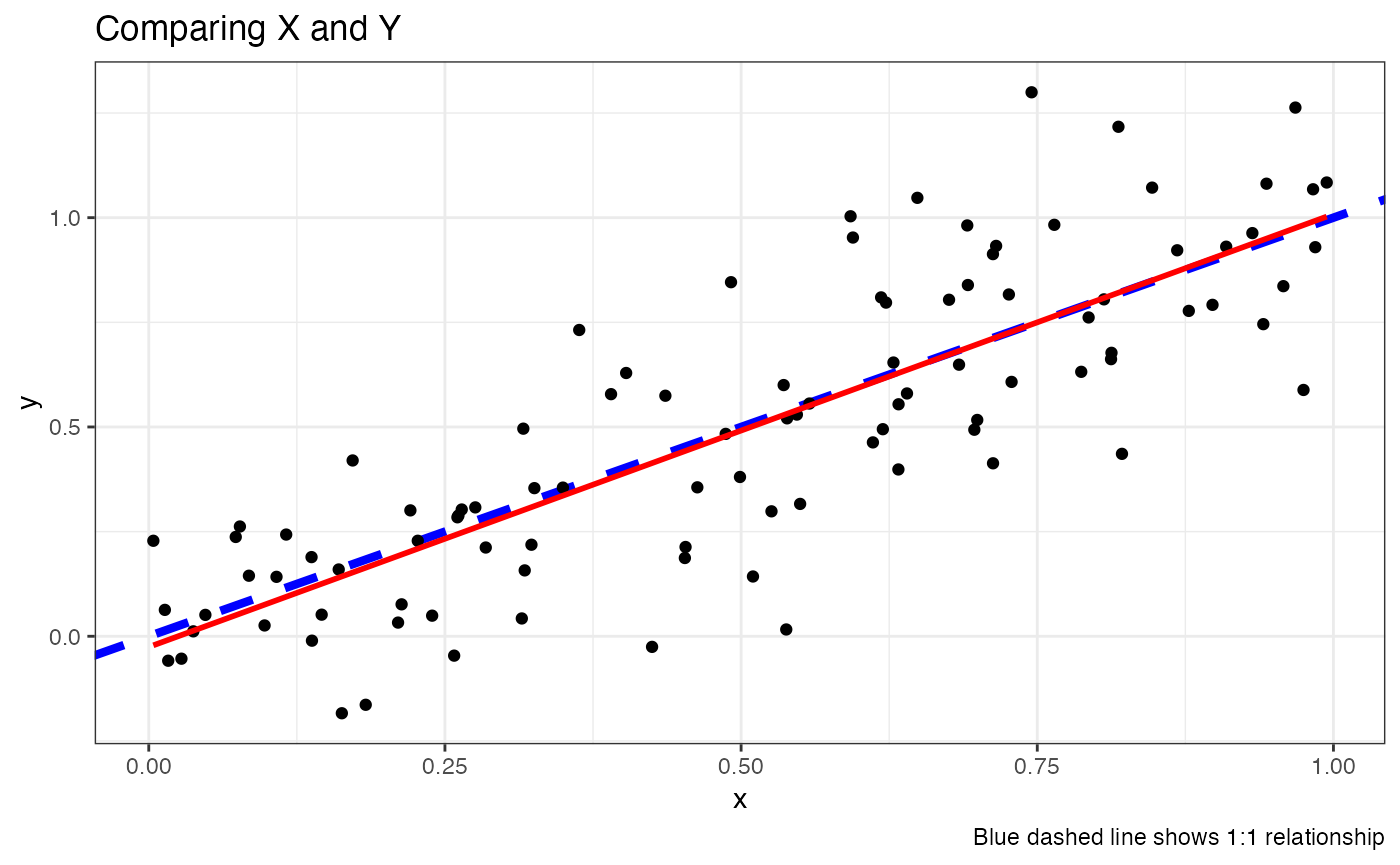 Comparing X and Y
1.0
0.5
0.0
y
0.00 0.25 0.50 0.75 1.00
x
Blue dashed line shows 1:1 relationship